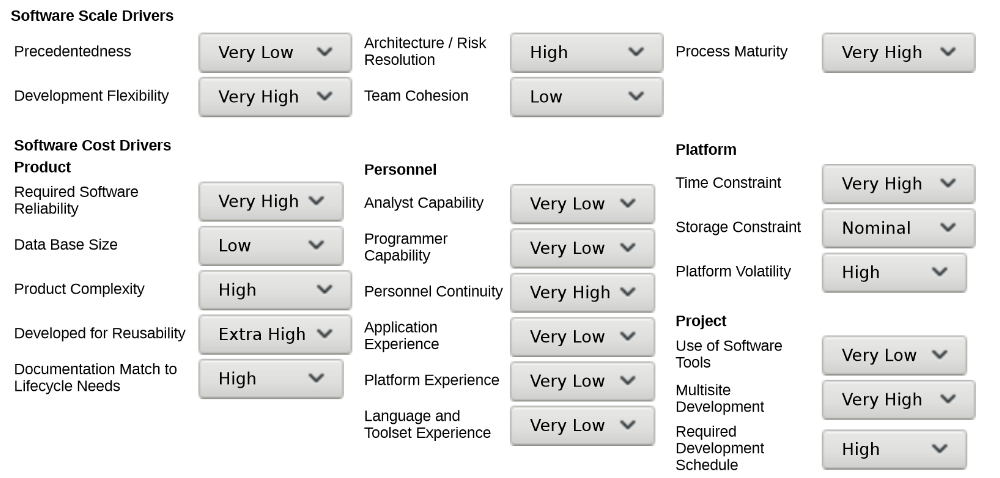 Software Scale Drivers
Precedentedness Very Low
Architecture / Risk
Resolution High
Process Maturity Very High
Development Flexibility Very High
Team Cohesion Low
Software Cost Drivers
Product
Required Software
Reliability Very High
Data Base Size Low
Product Complexity High
Developed for Reusability Extra High
Documentation Match to
Lifecycle Needs High
Personnel
Analyst Capability Very Low
Programmer
Capability Very Low
Personnel Continuity Very High
Application
Experience Very Low
Platform Experience Very Low
Language and
Toolset Experience Very Low
Platform
Time Constraint Very High
Storage Constraint Nominal
Platform Volatility High
Project
Use of Software
Tools Very Low
Multisite
Development Very High
Required
Development
Schedule High